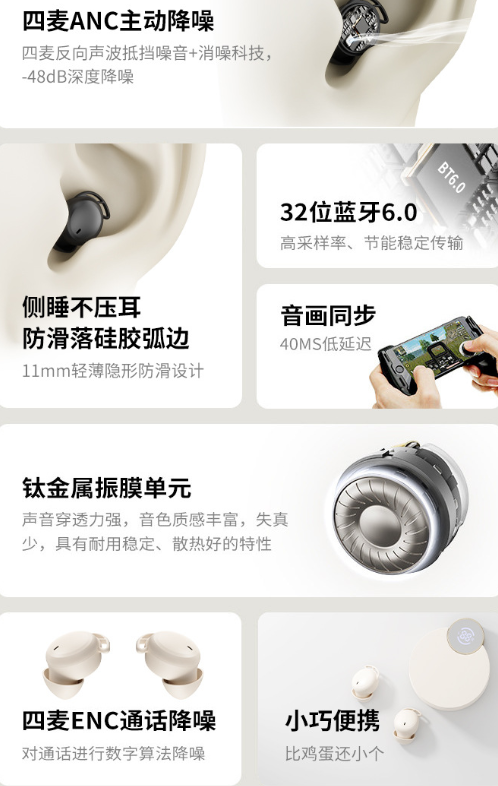 四麦ANC主动降噪
四麦反向声波抵挡噪音+消噪科技，
-48dB深度降噪
BT6.0
32位蓝牙6.0
高采样率、节能稳定传输
侧睡不压耳
防滑落硅胶弧边
11mm轻薄隐形防滑设计
音画同步
40MS低延迟
钛金属振膜单元
声音穿透力强，音色质感丰富，失真
少，具有耐用稳定、散热好的特性
四麦ENC通话降噪
对通话进行数字算法降噪
小巧便携
比鸡蛋还小个